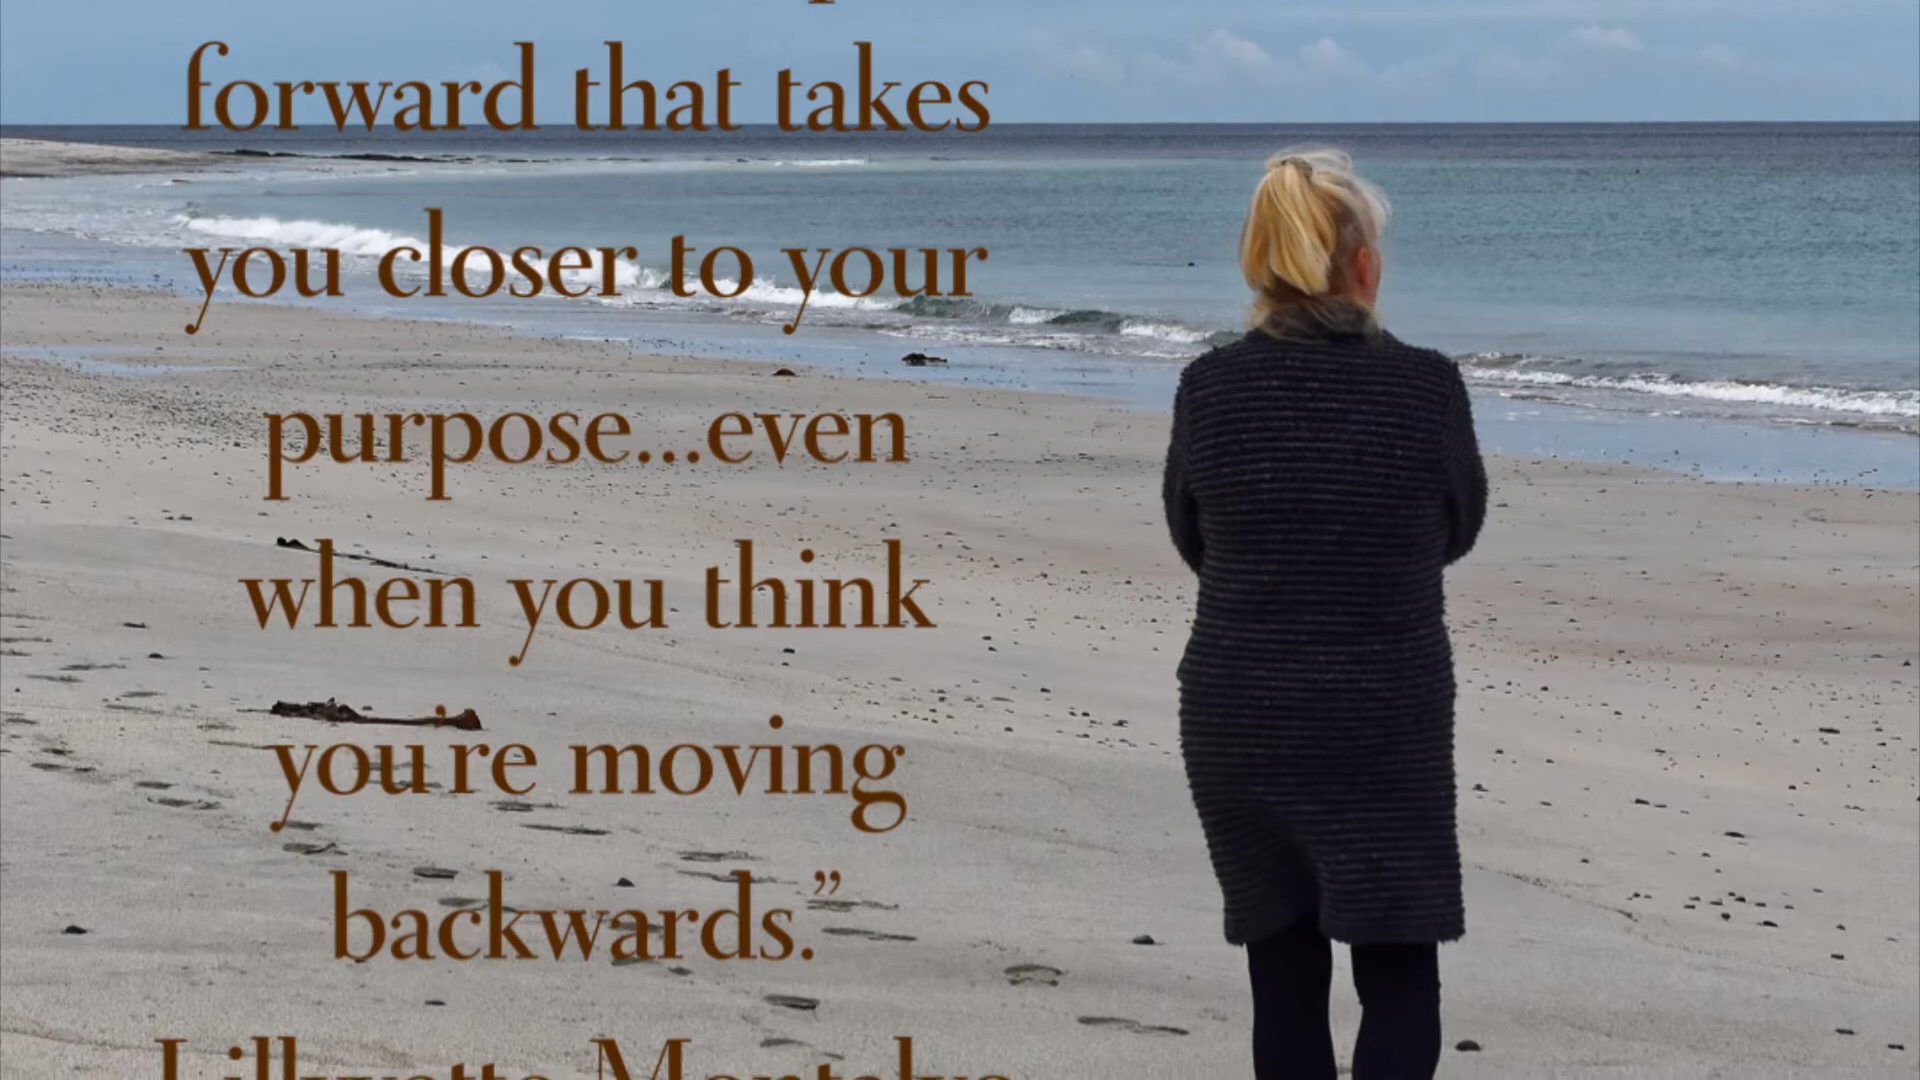 forward that takes
you closer to your
purpose...even
when you think
you're moving
backwards.”